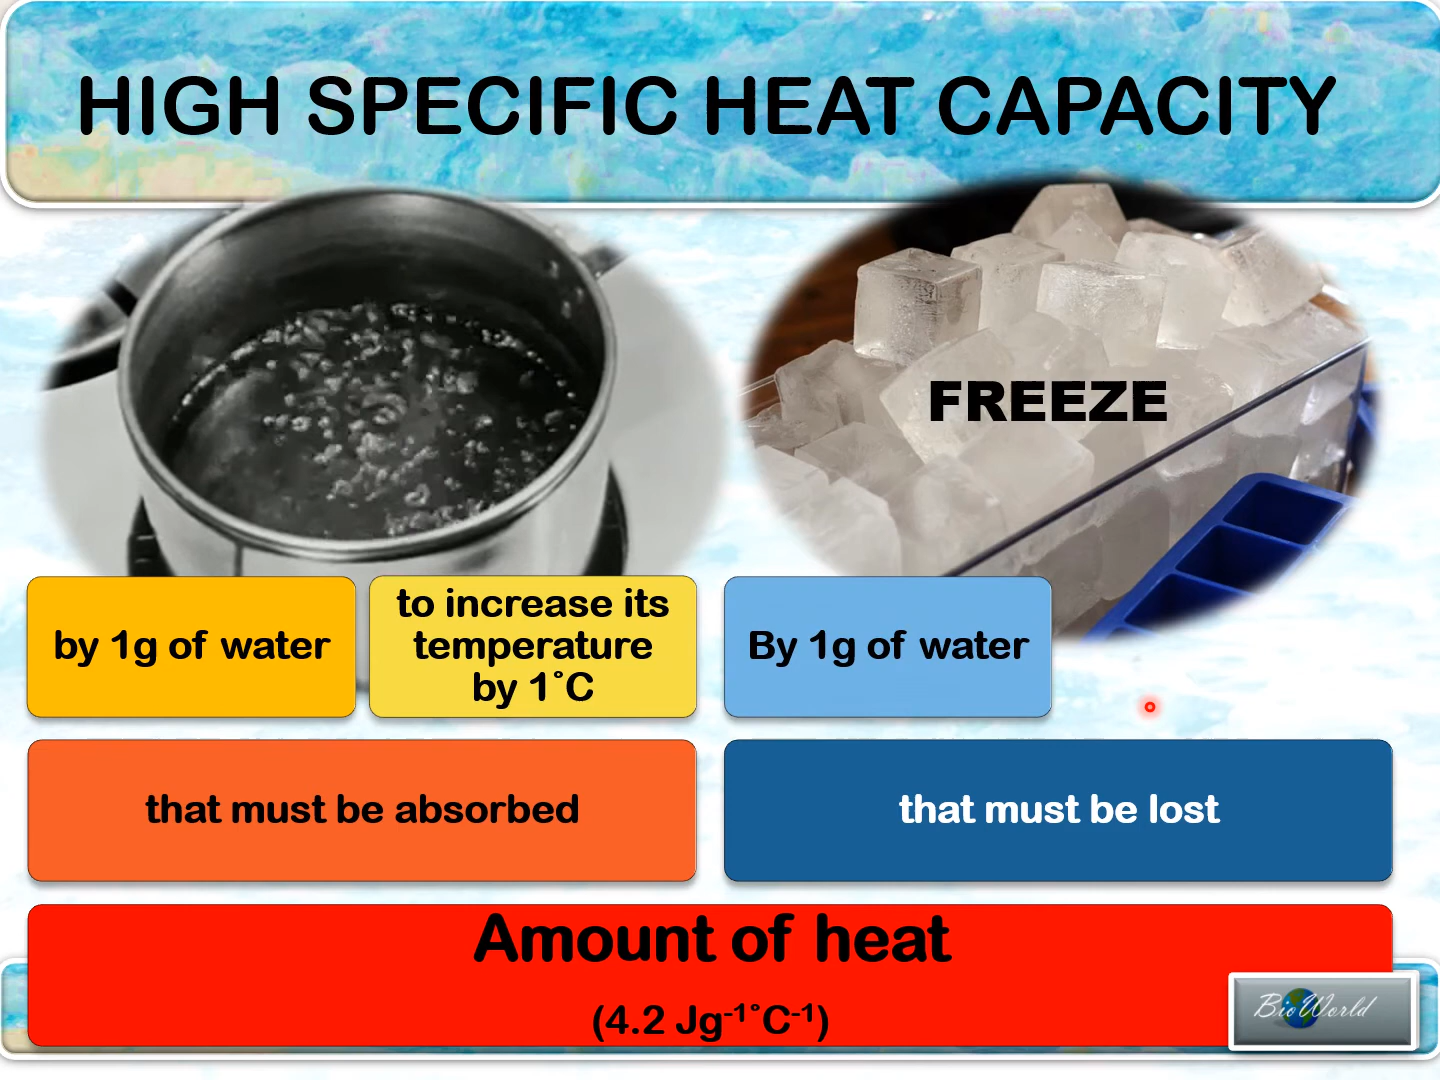 HIGH SPECIFIC HEAT CAPACITY
FREEZE
by 1g of water
to increase its
temperature
by 1˚C
By 1g of water
that must be absorbed
that must be lost
Amount of heat
(4.2 Jg⁻¹˚C⁻¹)
BioWorld